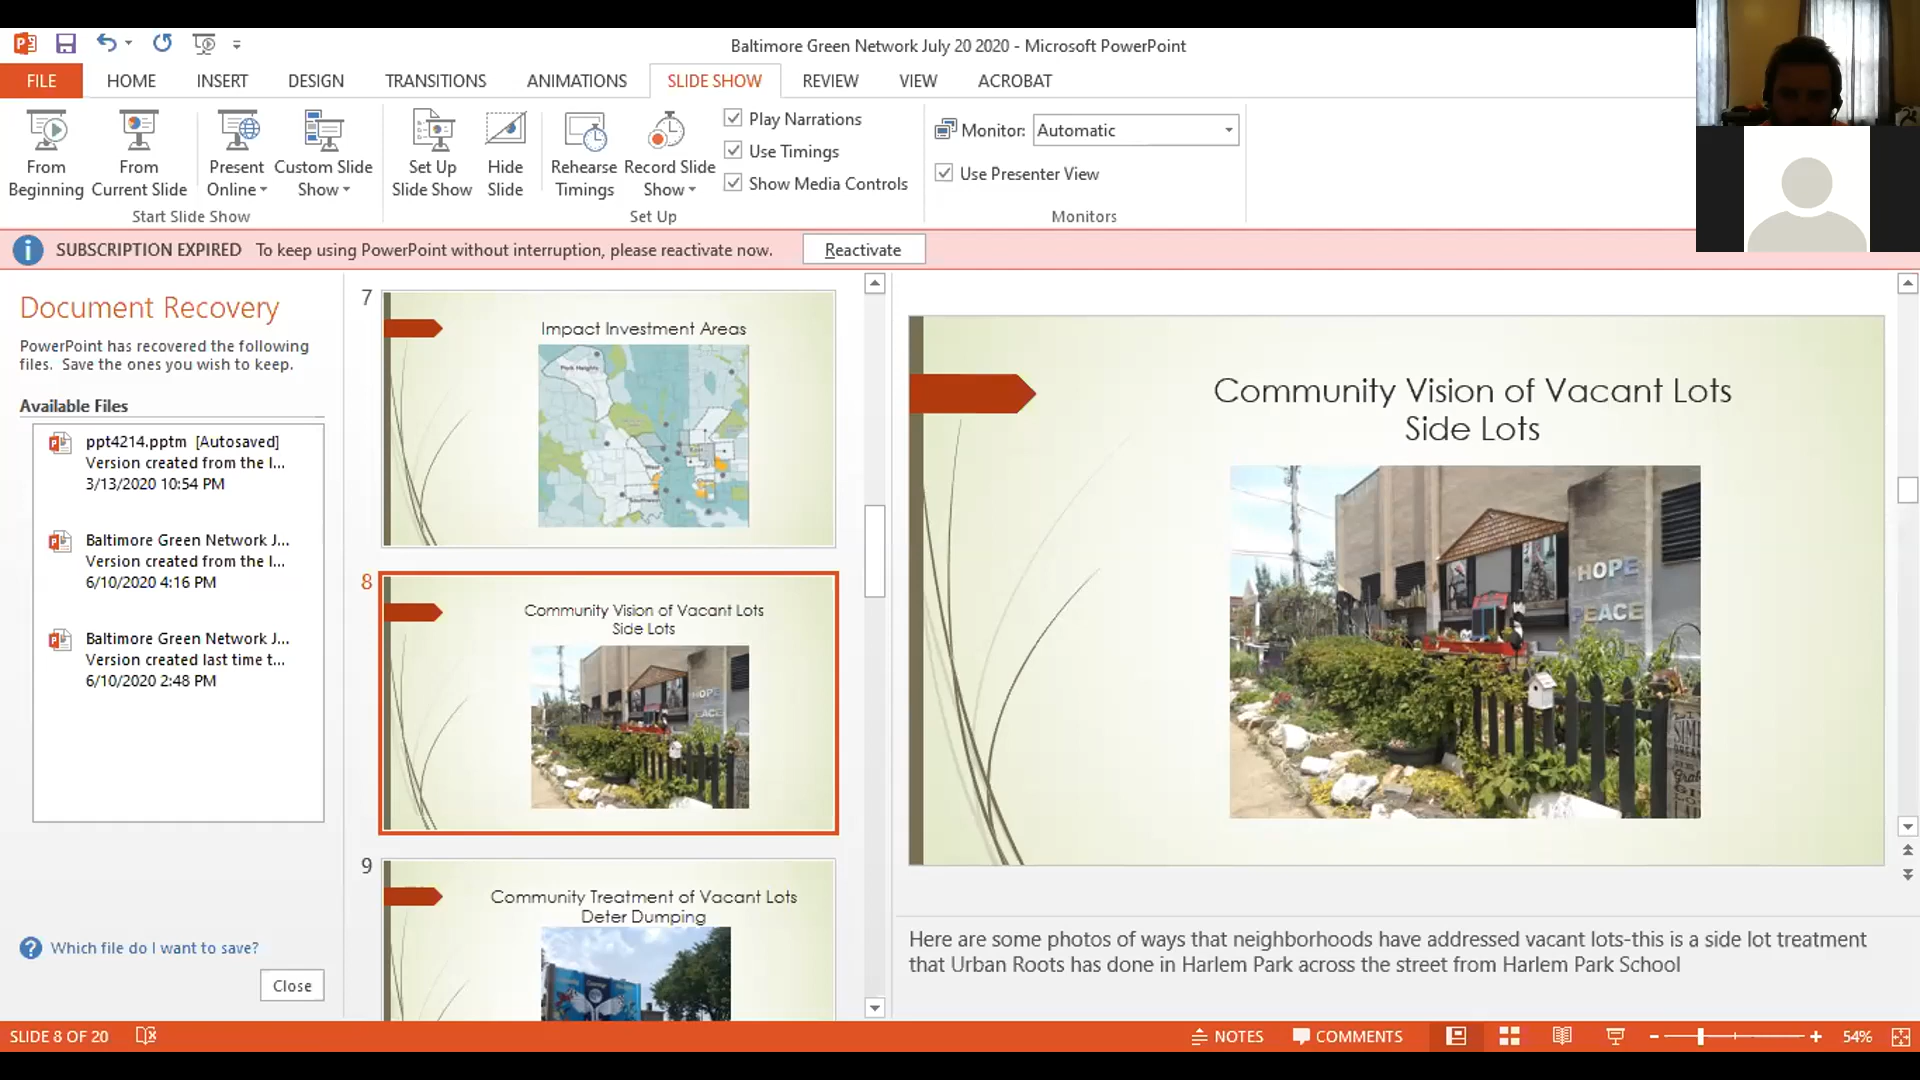 Baltimore Green Network July 20 2020 - Microsoft PowerPoint
FILE HOME INSERT DESIGN TRANSITIONS ANIMATIONS SLIDE SHOW REVIEW VIEW ACROBAT
From Beginning
From Current Slide
Present Online
Custom Slide Show
Set Up Slide Show
Hide Slide
Rehearse Timings
Record Slide Show
Play Narrations
Use Timings
Show Media Controls
Monitor: Automatic
Use Presenter View
Start Slide Show
Set Up
Monitors
SUBSCRIPTION EXPIRED To keep using PowerPoint without interruption, please reactivate now. Reactivate
Document Recovery
PowerPoint has recovered the following
files. Save the ones you wish to keep.
Available Files
ppt4214.pptm [Autosaved]
Version created from the l...
3/13/2020 10:54 PM
Baltimore Green Network J...
Version created from the l...
6/10/2020 4:16 PM
Baltimore Green Network J...
Version created last time t...
6/10/2020 2:48 PM
Which file do I want to save?
Close
7
Impact Investment Areas
Park Heights
West
Southwest
8
Community Vision of Vacant Lots
Side Lots
HOPE
PEACE
9
Community Treatment of Vacant Lots
Deter Dumping
Community Vision of Vacant Lots
Side Lots
HOPE
PEACE
Here are some photos of ways that neighborhoods have addressed vacant lots-this is a side lot treatment
that Urban Roots has done in Harlem Park across the street from Harlem Park School
SLIDE 8 OF 20
NOTES
COMMENTS
54%